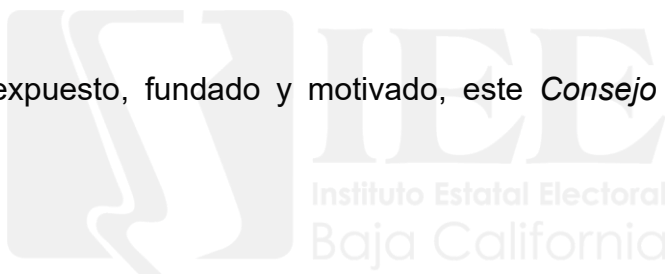 expuesto, fundado y motivado, este Consejo
IEE
Instituto Estatal Electoral
Baja California